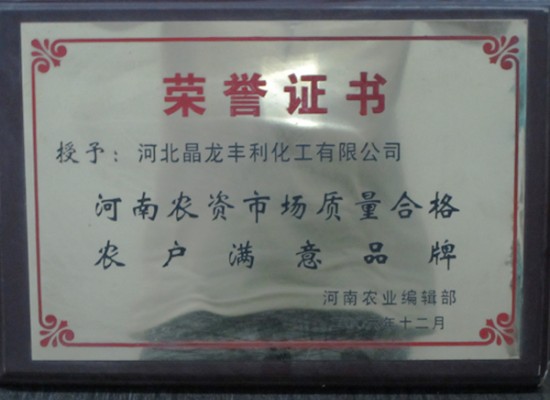 荣誉证书
授予：河北晶龙丰利化工有限公司
河南农资市场质量合格
农户满意品牌
河南农业编辑部
年十二月